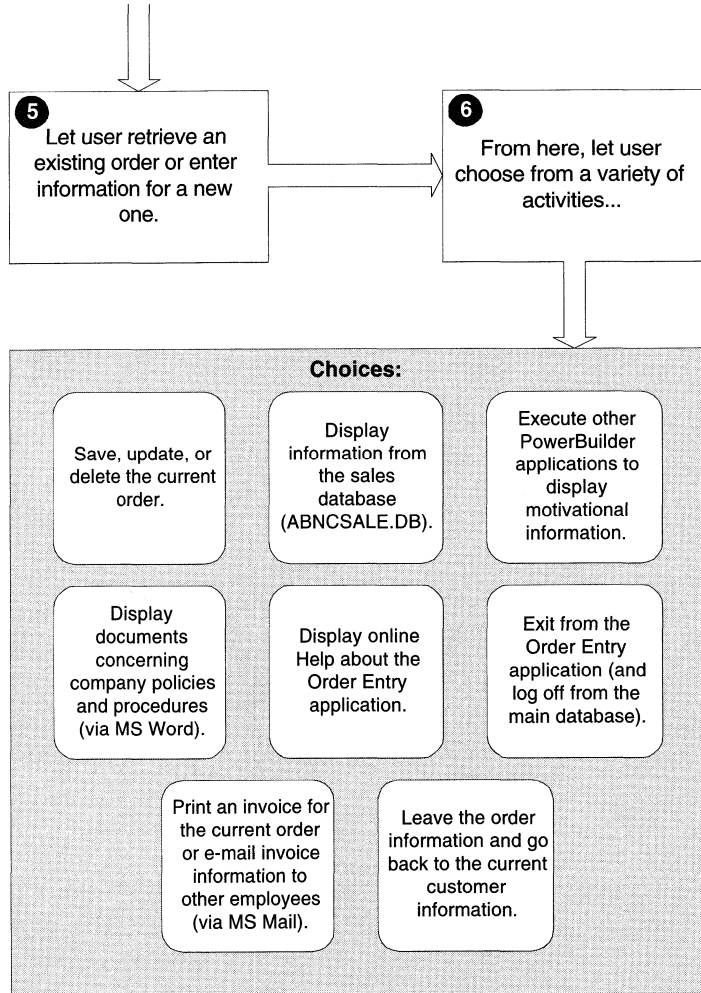 5
Let user retrieve an
existing order or enter
information for a new
one.
6
From here, let user
choose from a variety of
activities...
Choices:
Save, update, or
delete the current
order.
Display
information from
the sales
database
(ABNCSALE.DB).
Execute other
PowerBuilder
applications to
display
motivational
information.
Display
documents
concerning
company policies
and procedures
(via MS Word).
Display online
Help about the
Order Entry
application.
Exit from the
Order Entry
application (and
log off from the
main database).
Print an invoice for
the current order
or e-mail invoice
information to
other employees
(via MS Mail).
Leave the order
information and go
back to the current
customer
information.